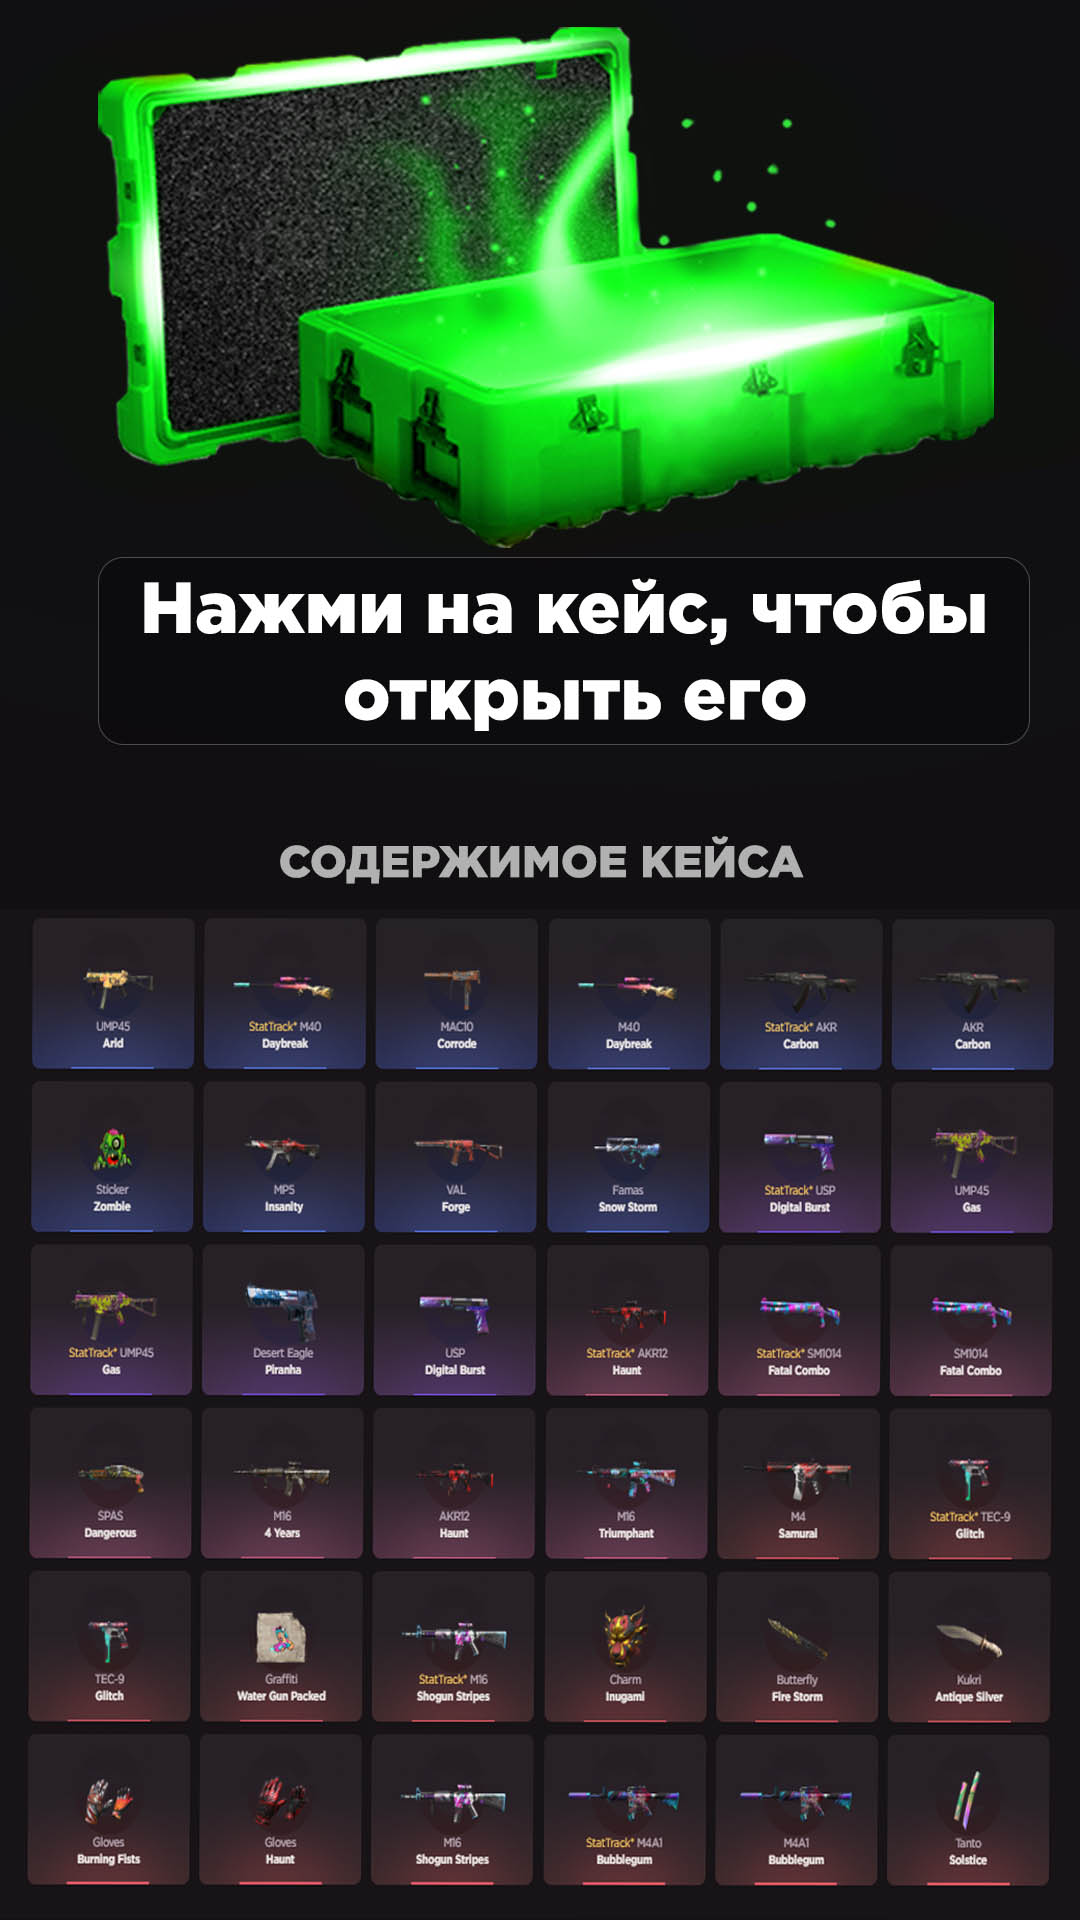 Нажми на кейс, чтобы
открыть его
СОДЕРЖИМОЕ КЕЙСА
UMP45
Arid
StatTrack* M40
Daybreak
MAC10
Corrode
M40
Daybreak
StatTrack* AKR
Carbon
AKR
Carbon
Sticker
Zombie
MP5
Insanity
VAL
Forge
Famas
Snow Storm
StatTrack* USP
Digital Burst
UMP45
Gas
StatTrack* UMP45
Gas
Desert Eagle
Piranha
USP
Digital Burst
StatTrack* AKR12
Haunt
StatTrack* SM1014
Fatal Combo
SM1014
Fatal Combo
SPAS
Dangerous
M16
4 Years
AKR12
Haunt
M16
Triumphant
M4
Samurai
StatTrack* TEC-9
Glitch
TEC-9
Glitch
Graffiti
Water Gun Packed
StatTrack* M16
Shogun Stripes
Charm
Inugami
Butterfly
Fire Storm
Kukri
Antique Silver
Gloves
Burning Fists
Gloves
Haunt
M16
Shogun Stripes
StatTrack* M4A1
Bubblegum
M4A1
Bubblegum
Tanto
Solstice